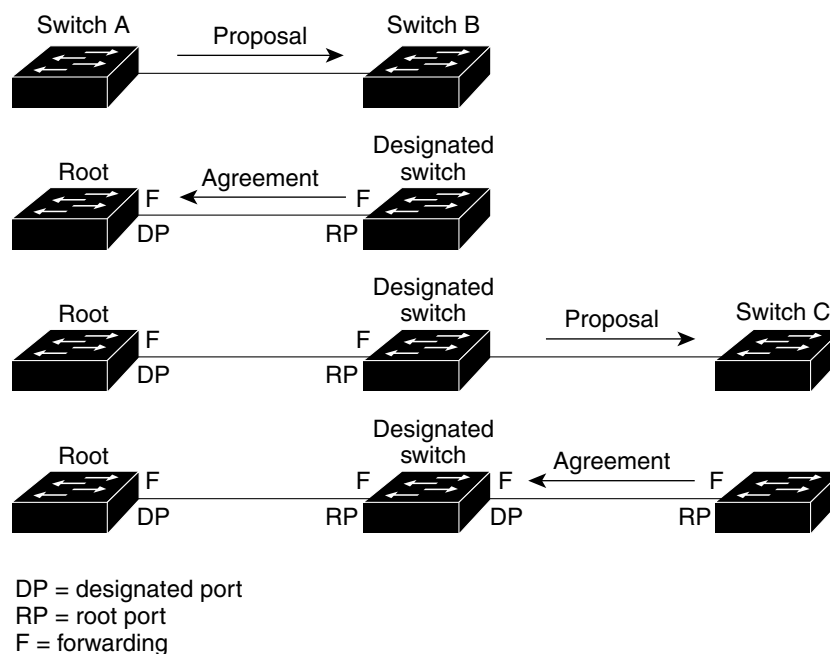 Switch A
Proposal
Switch B
Root
F
Agreement
F
Designated
switch
DP
RP
Root
F
F
Designated
switch
Proposal
Switch C
DP
RP
Root
F
F
Designated
switch
F
Agreement
F
DP
RP
DP
RP
DP = designated port
RP = root port
F = forwarding